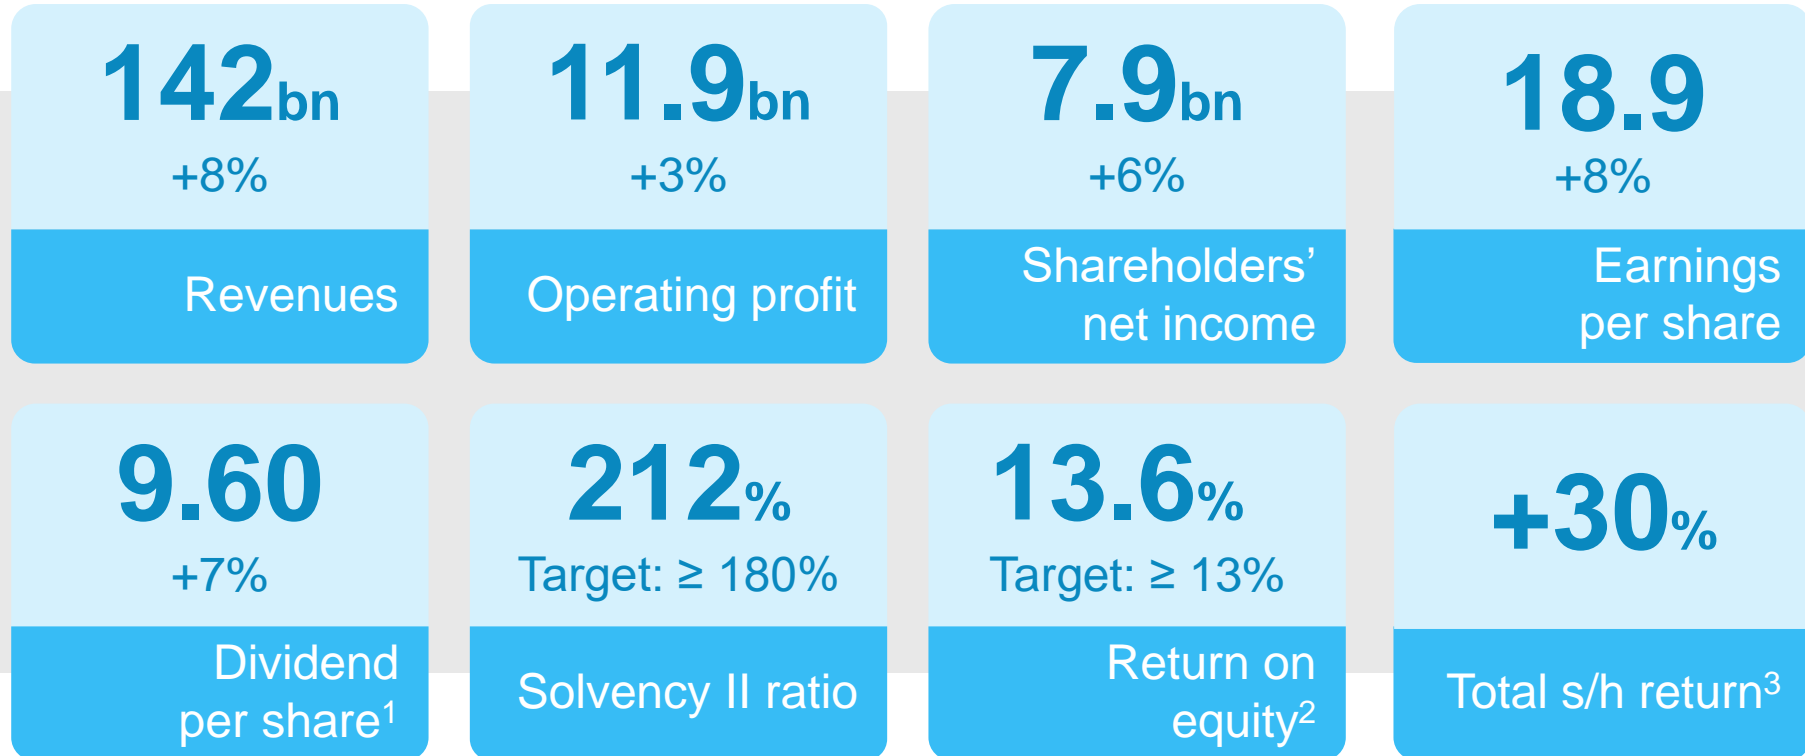 142bn
+8%
Revenues
11.9bn
+3%
Operating profit
7.9bn
+6%
Shareholders’
net income
18.9
+8%
Earnings
per share
9.60
+7%
Dividend
per share¹
212%
Target: ≥ 180%
Solvency II ratio
13.6%
Target: ≥ 13%
Return on
equity²
+30%
Total s/h return³